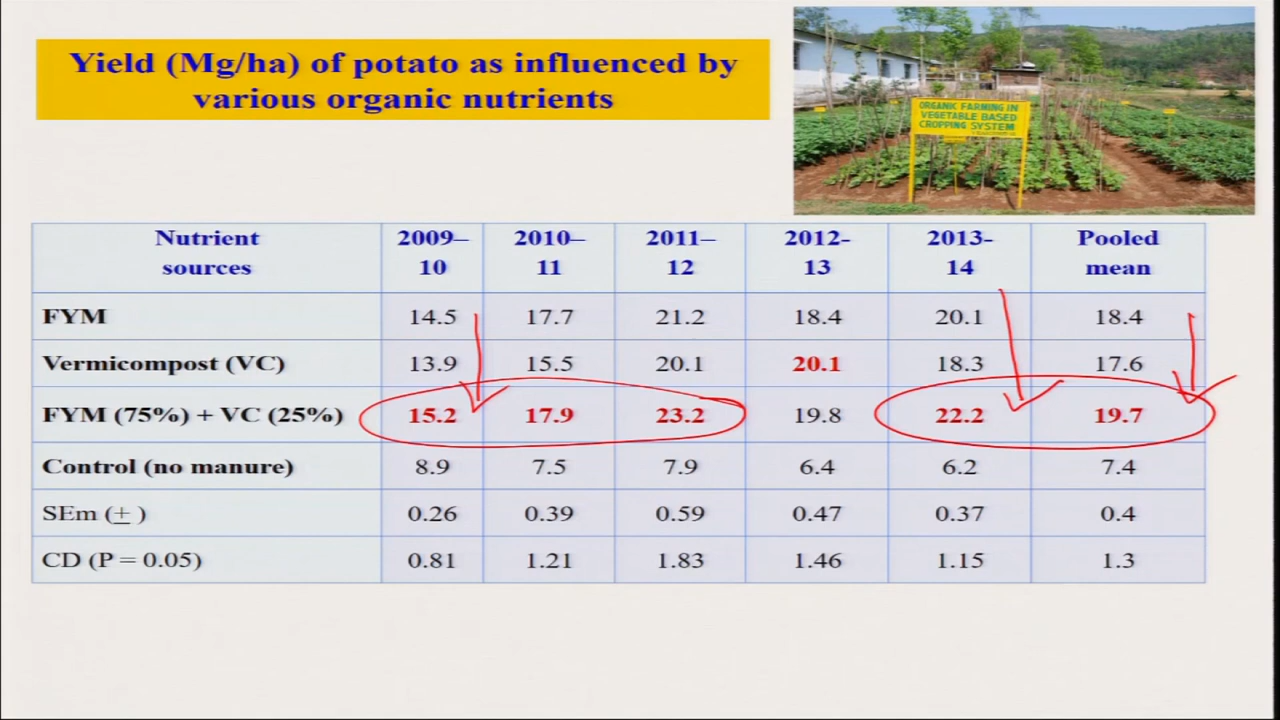 Yield (Mg/ha) of potato as influenced by
various organic nutrients
ORGANIC FARMING IN
VEGETABLE BASED
CROPPING SYSTEM
Nutrient sources 2009–10 2010–11 2011–12 2012-13 2013-14 Pooled mean
FYM 14.5 17.7 21.2 18.4 20.1 18.4
Vermicompost (VC) 13.9 15.5 20.1 20.1 18.3 17.6
FYM (75%) + VC (25%) 15.2 17.9 23.2 19.8 22.2 19.7
Control (no manure) 8.9 7.5 7.9 6.4 6.2 7.4
SEm (± ) 0.26 0.39 0.59 0.47 0.37 0.4
CD (P = 0.05) 0.81 1.21 1.83 1.46 1.15 1.3